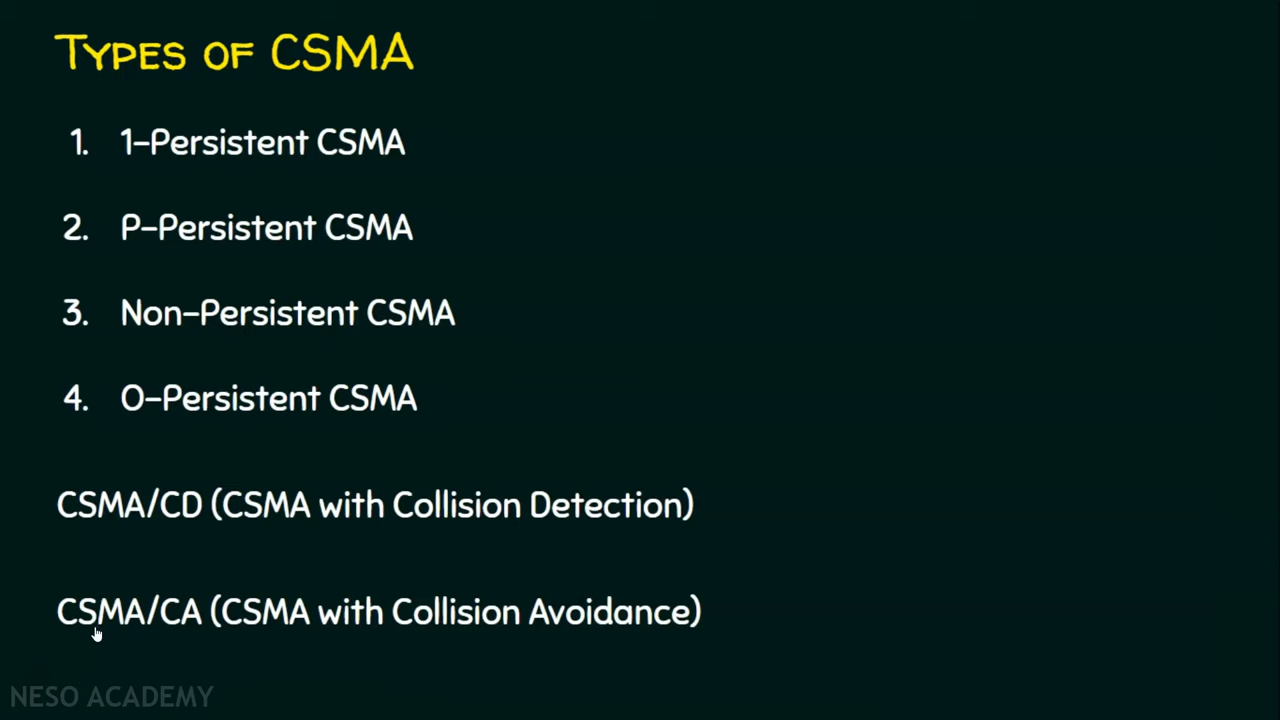 Types of CSMA
1. 1-Persistent CSMA
2. P-Persistent CSMA
3. Non-Persistent CSMA
4. O-Persistent CSMA
CSMA/CD (CSMA with Collision Detection)
CSMA/CA (CSMA with Collision Avoidance)
NESO ACADEMY